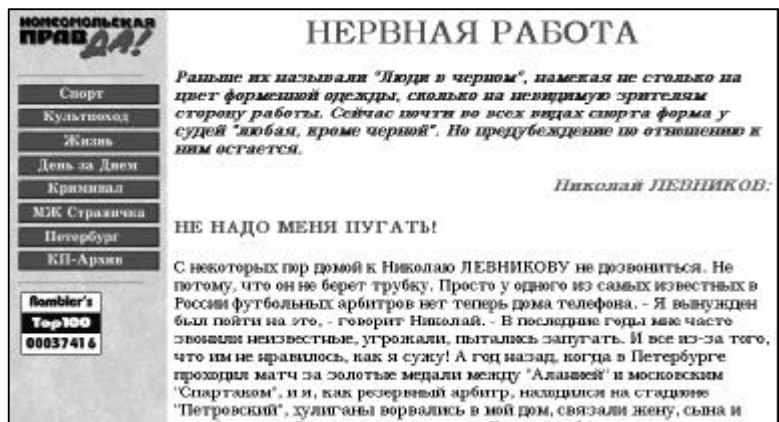 КОМСОМОЛЬСКАЯ
ПРАВДА!
Спорт
Культпоход
Жизнь
День за Днем
Криминал
МЖ Страничка
Петербург
КП-Архив
Rambler's
Top100
00037416
НЕРВНАЯ РАБОТА
Раньше их называли "Люди в черном", намекая не столько на
цвет форменной одежды, сколько на невидимую зрителям
сторону работы. Сейчас почти во всех видах спорта форма у
судей "любая, кроме черной". Но предубеждение по отношению к
ним остается.
Николай ЛЕВНИКОВ:
НЕ НАДО МЕНЯ ПУГАТЬ!
С некоторых пор домой к Николаю ЛЕВНИКОВУ не дозвониться. Не
потому, что он не берет трубку. Просто у одного из самых известных в
России футбольных арбитров нет теперь дома телефона. - Я вынужден
был пойти на это, - говорит Николай. - В последние годы мне часто
звонили неизвестные, угрожали, пытались запугать. И все из-за того,
что им не нравилось, как я сужу! А год назад, когда в Петербурге
проходил матч за золотые медали между "Аланией" и московским
"Спартаком", и я, как резервный арбитр, находился на стадионе
"Петровский", хулиганы ворвались в мой дом, связали жену, сына и